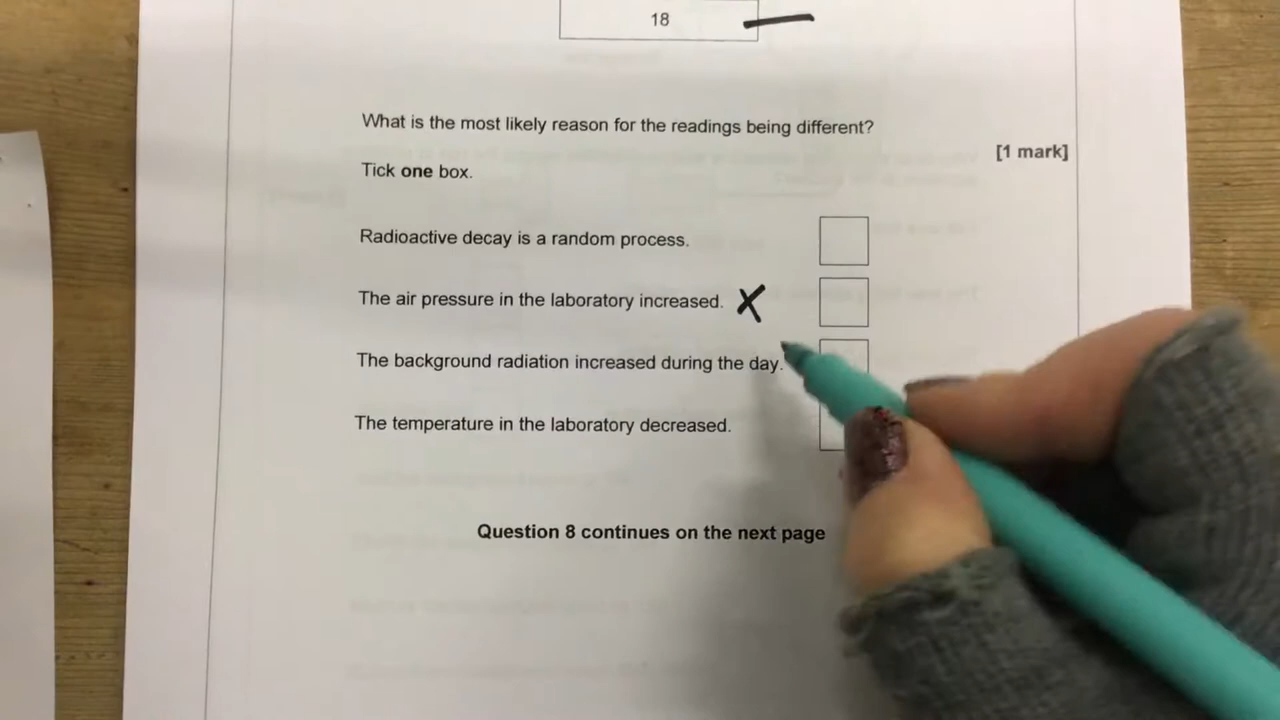 18
What is the most likely reason for the readings being different?
[1 mark]
Tick one box.
Radioactive decay is a random process.
The air pressure in the laboratory increased. X
The background radiation increased during the day.
The temperature in the laboratory decreased.
Question 8 continues on the next page